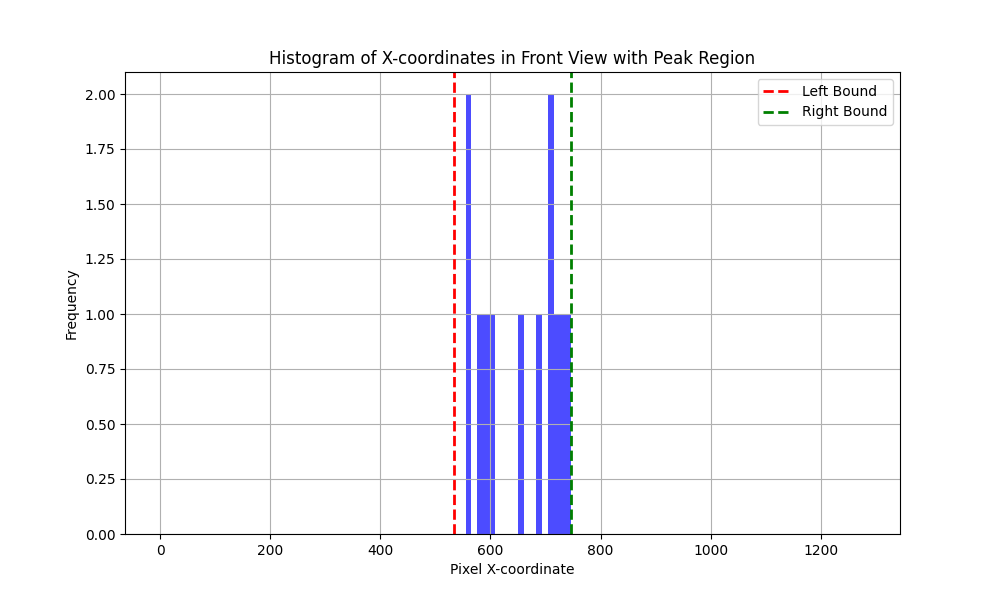 Histogram of X-coordinates in Front View with Peak Region
Left Bound
Right Bound
2.00
1.75
1.50
1.25
1.00
0.75
0.50
0.25
0.00
Frequency
0 200 400 600 800 1000 1200
Pixel X-coordinate